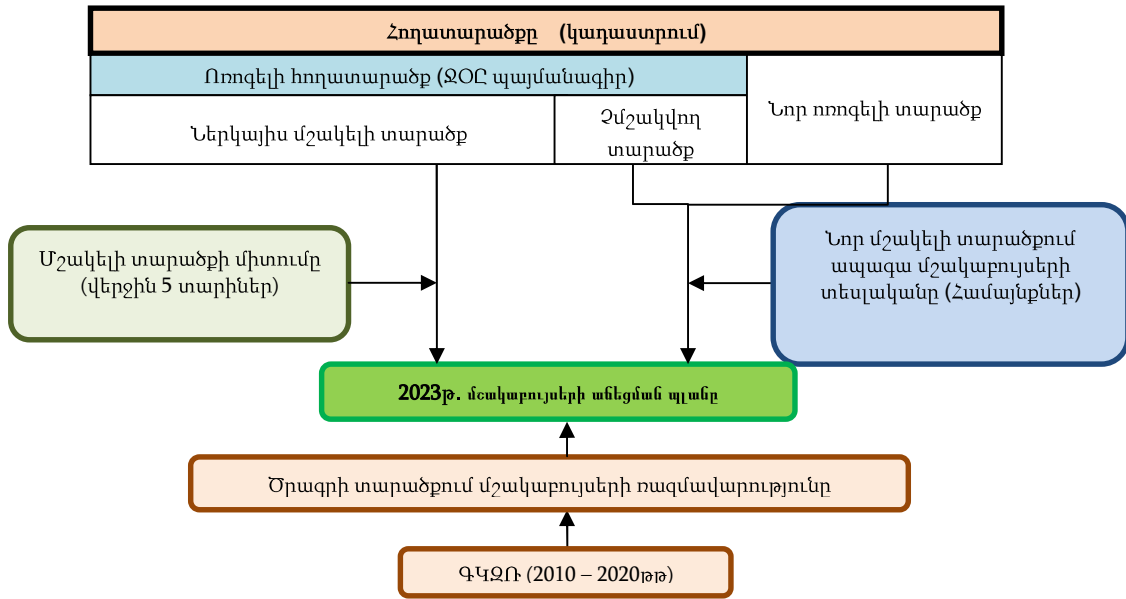 Հողատարածքը (կադաստրում)
Ոռոգելի հողատարածք (ՋՕԸ պայմանագիր)
Ներկայիս մշակելի տարածք
Չմշակվող
տարածք
Նոր ոռոգելի տարածք
Մշակելի տարածքի միտումը
(վերջին 5 տարիներ)
Նոր մշակելի տարածքում
ապագա մշակաբույսերի
տեսլականը (Համայնքներ)
2023թ. մշակաբույսերի աճեցման պլանը
Ծրագրի տարածքում մշակաբույսերի ռազմավարությունը
ԳԿԶՌ (2010 – 2020թթ)